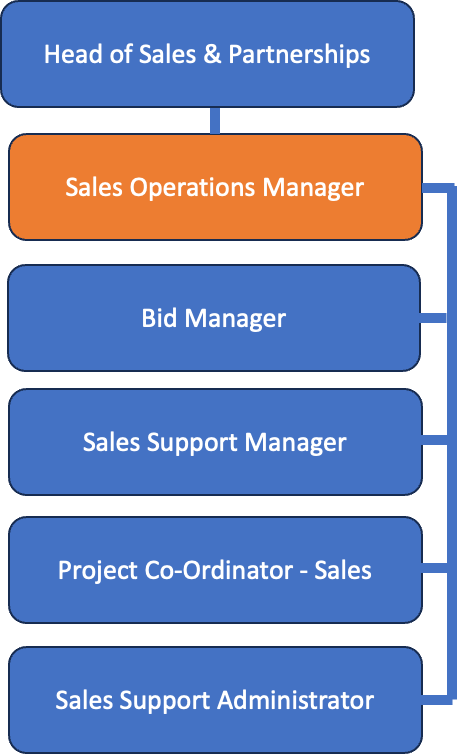 Head of Sales & Partnerships
Sales Operations Manager
Bid Manager
Sales Support Manager
Project Co-Ordinator - Sales
Sales Support Administrator